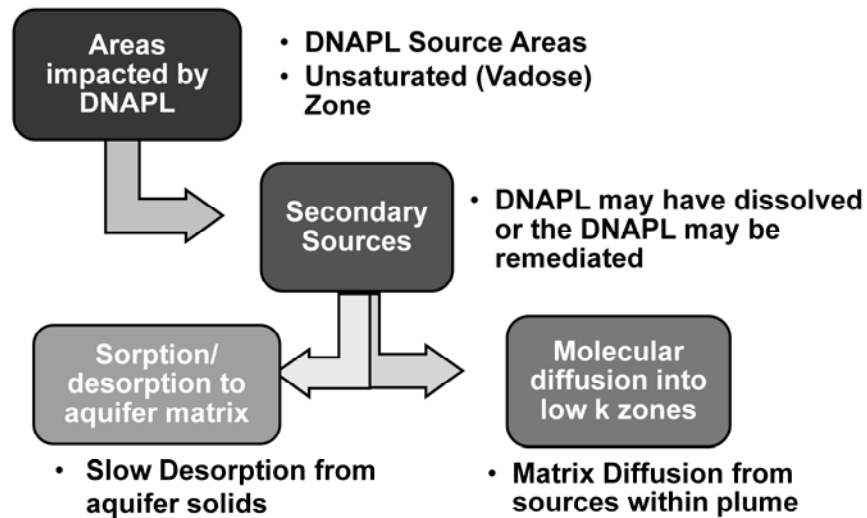 Areas
impacted by
DNAPL
• DNAPL Source Areas
• Unsaturated (Vadose)
Zone
Secondary
Sources
• DNAPL may have dissolved
or the DNAPL may be
remediated
Sorption/
desorption to
aquifer matrix
• Slow Desorption from
aquifer solids
Molecular
diffusion into
low k zones
• Matrix Diffusion from
sources within plume